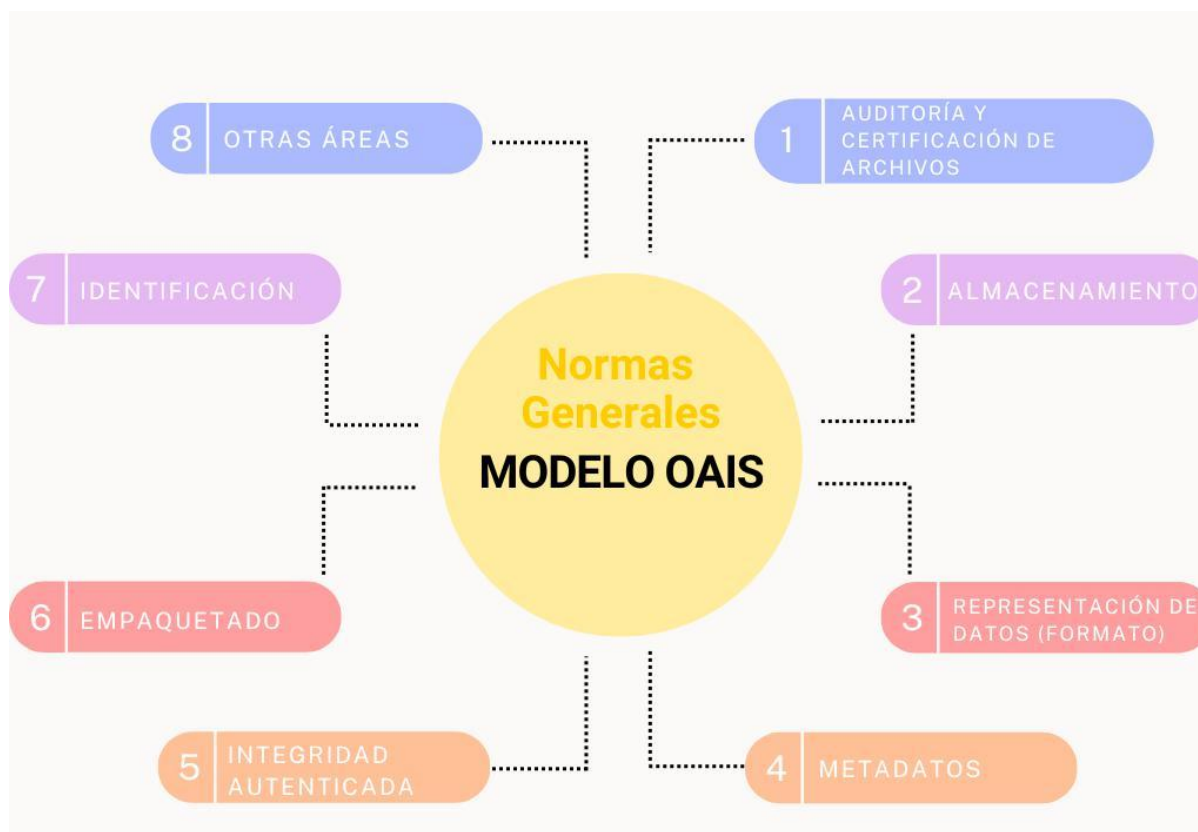 8 OTRAS ÁREAS
1 AUDITORÍA Y
CERTIFICACIÓN DE
ARCHIVOS
7 IDENTIFICACIÓN
2 ALMACENAMIENTO
Normas
Generales
MODELO OAIS
6 EMPAQUETADO
3 REPRESENTACIÓN DE
DATOS (FORMATO)
5 INTEGRIDAD
AUTENTICADA
4 METADATOS